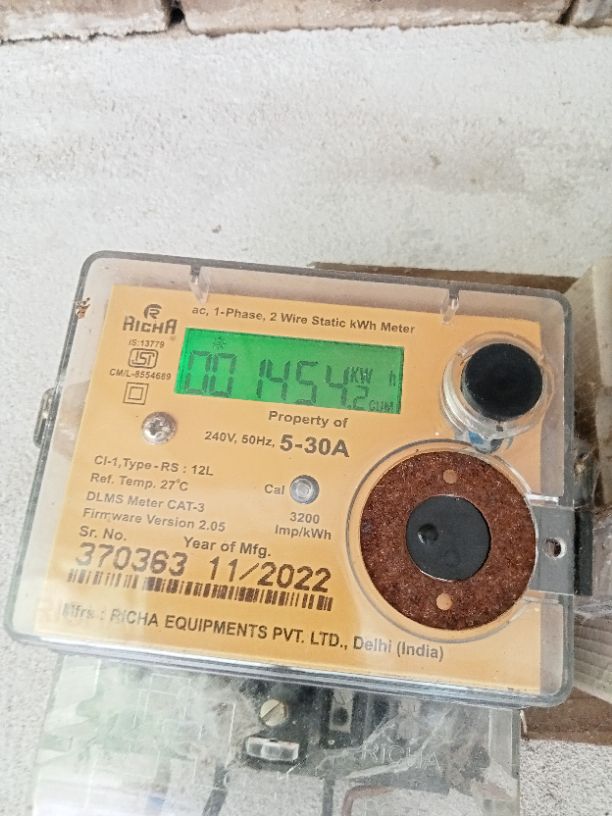 ac, 1-Phase, 2 Wire Static kWh Meter
RICHA
IS:13779
ISI
CM/L-8554689
001454.2 KW h
CUM
Property of
240V, 50Hz, 5-30A
Cl-1, Type - RS : 12L
Ref. Temp. 27°C
DLMS Meter CAT-3
Firmware Version 2.05
Cal
3200
Imp/kWh
Sr. No. Year of Mfg.
370363 11/2022
Mfrs : RICHA EQUIPMENTS PVT. LTD., Delhi (India)
RICHA